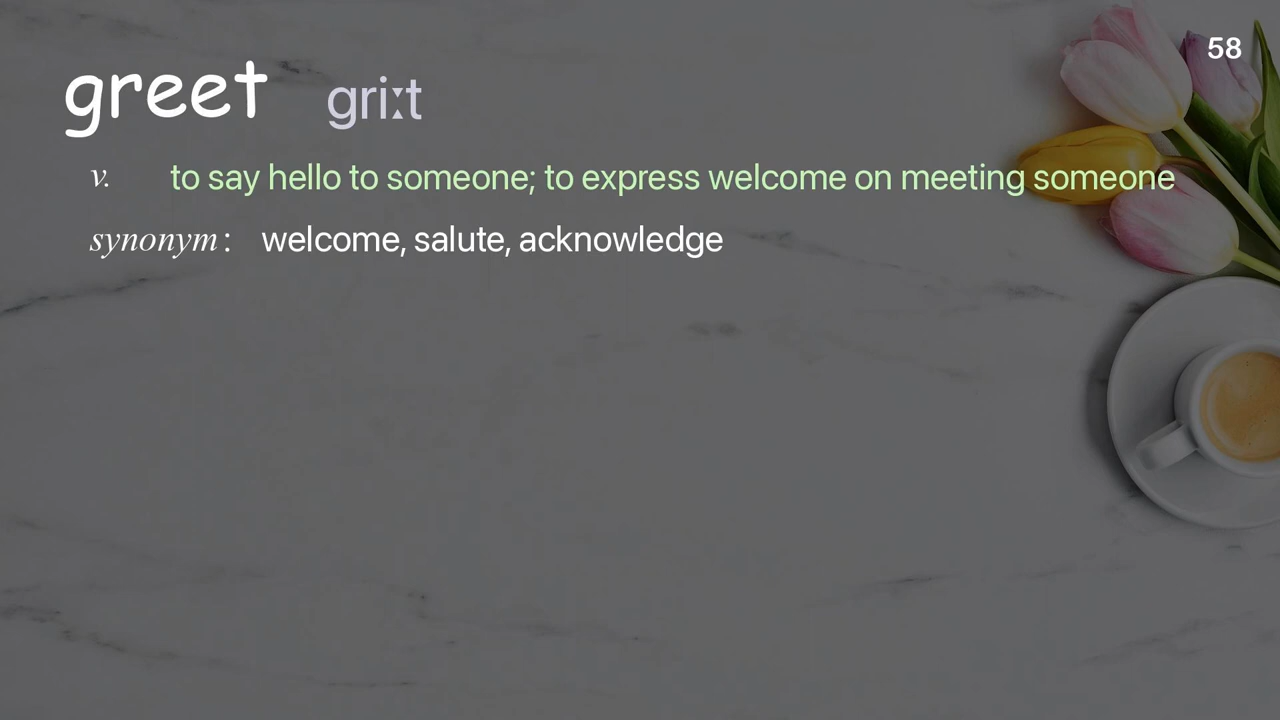 58
greet griːt
v. to say hello to someone; to express welcome on meeting someone
synonym: welcome, salute, acknowledge